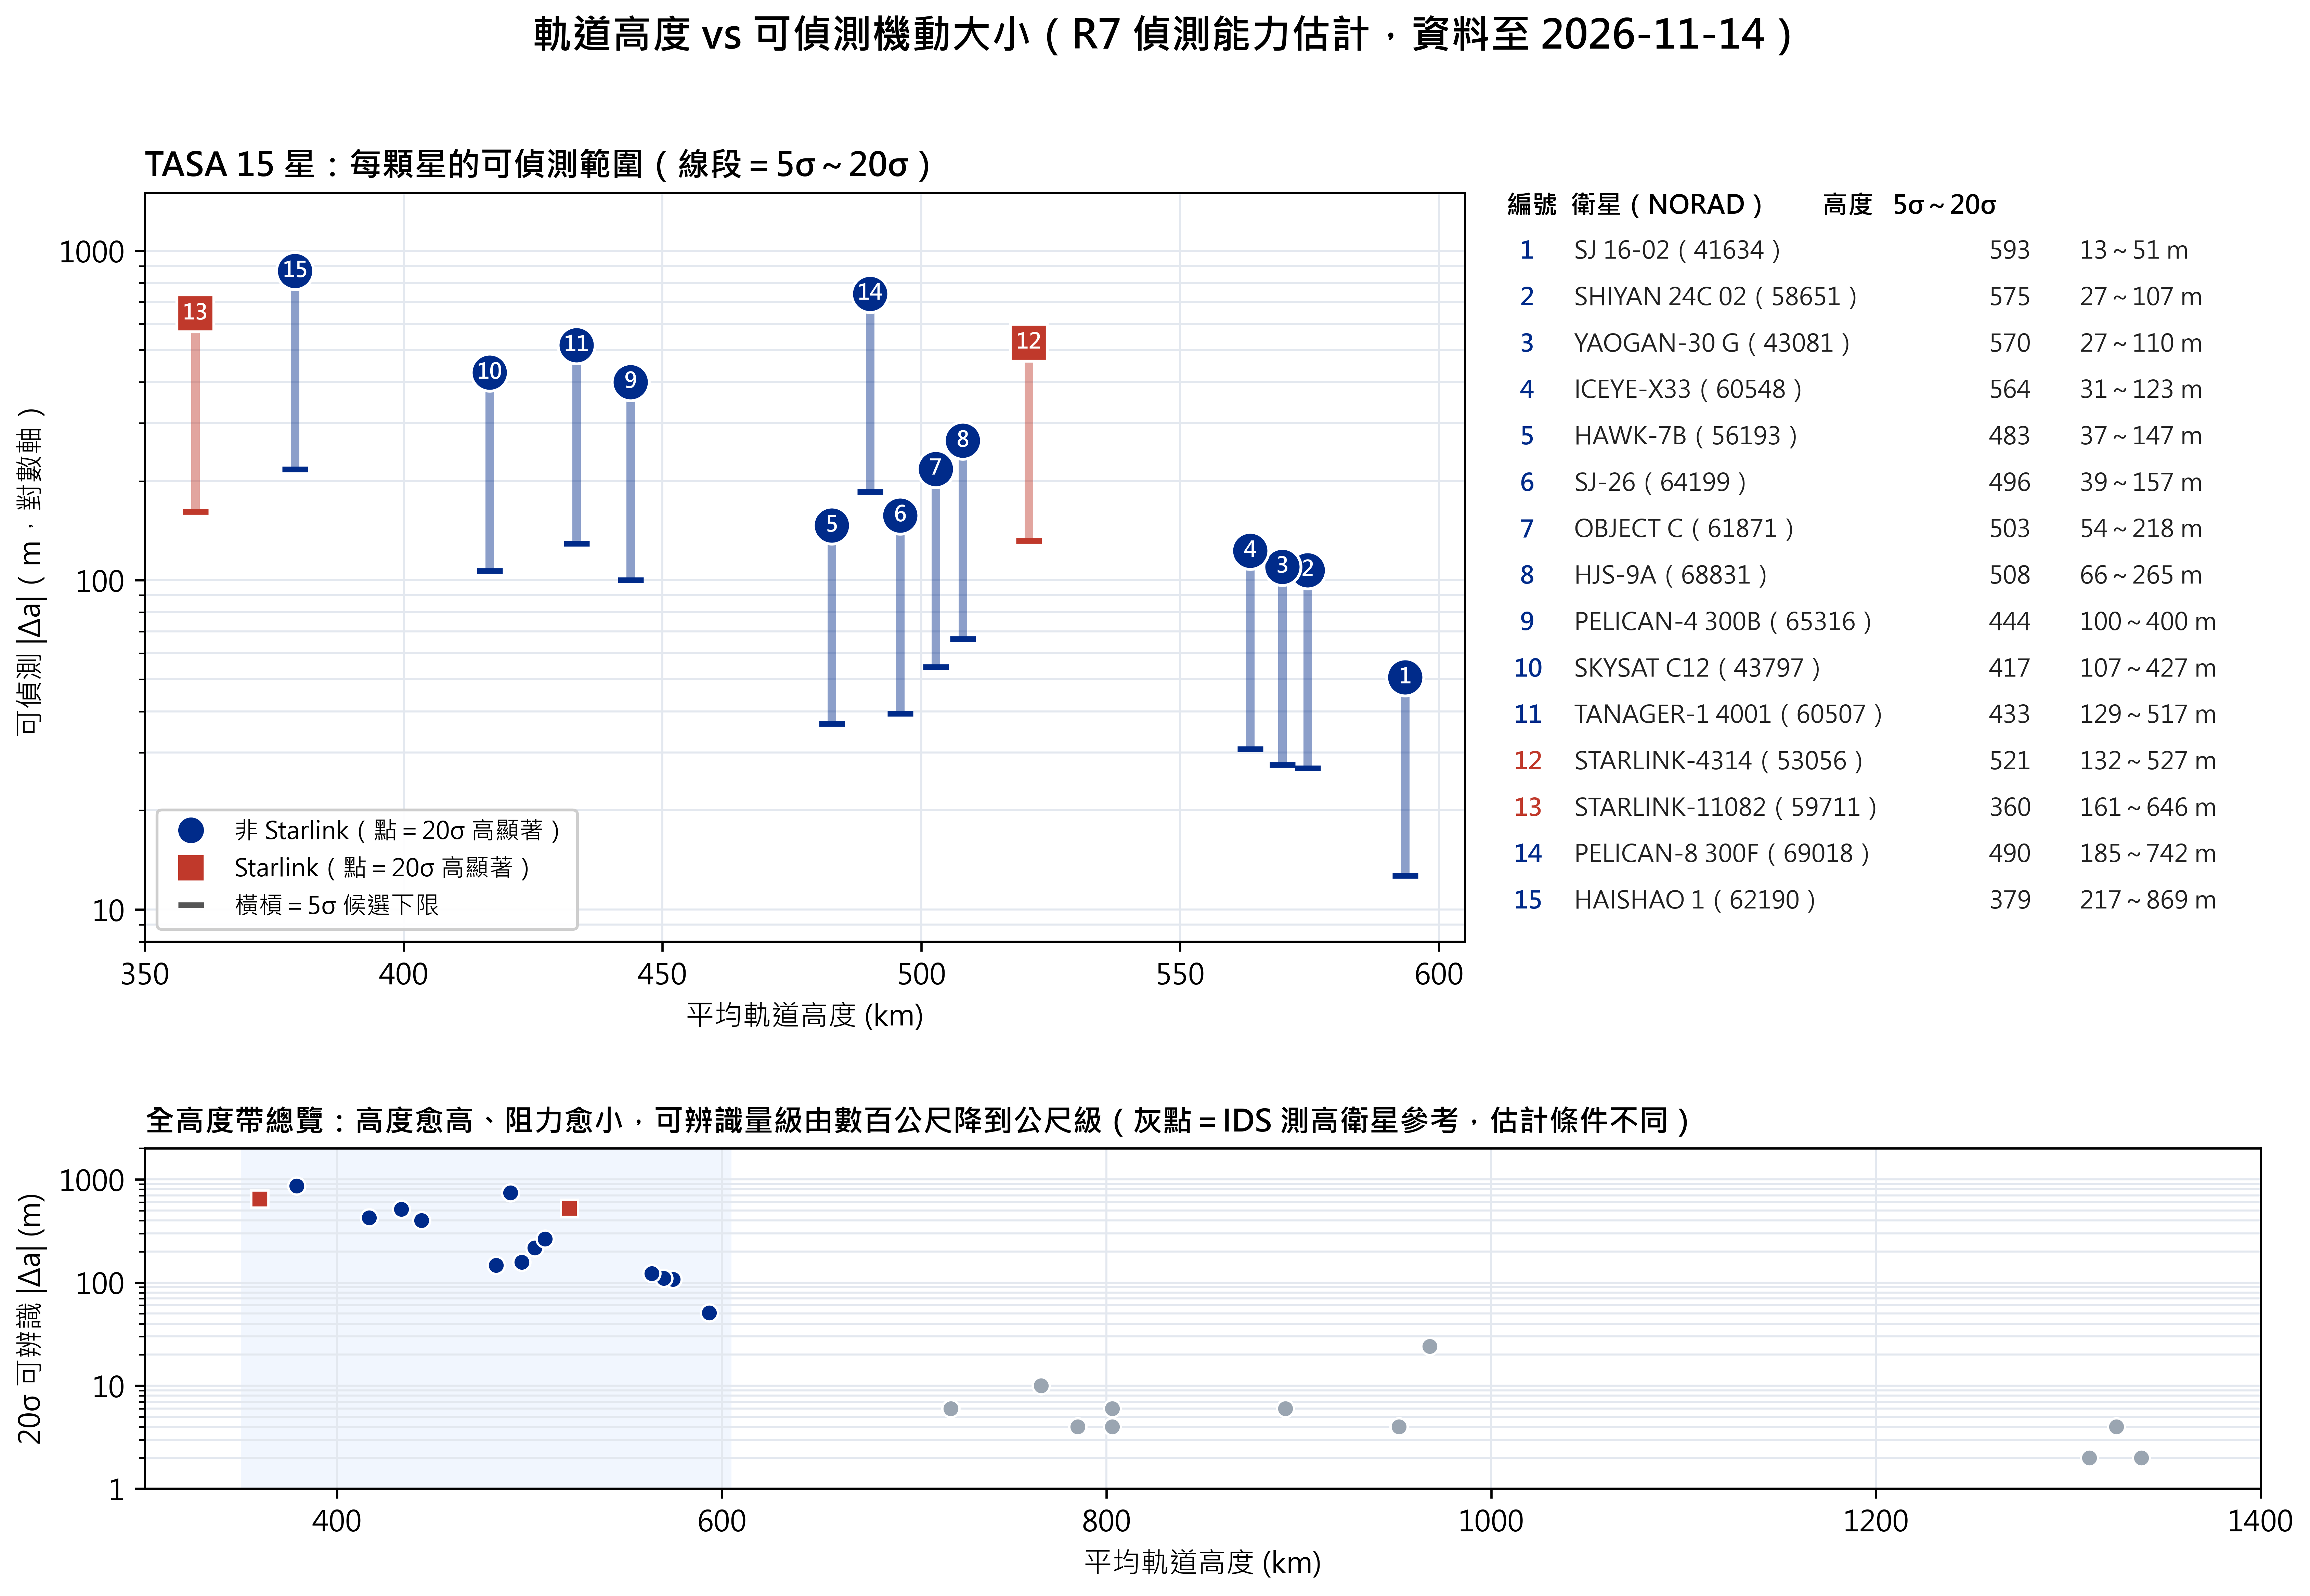 軌道高度 vs 可偵測機動大小（R7 偵測能力估計，資料至 2026-11-14）
TASA 15 星：每顆星的可偵測範圍（線段＝5σ～20σ）
可偵測 |Δa|（m，對數軸）
1000
100
10
13
15
10
11
9
14
5
6
7
8
12
4
3
2
1
非 Starlink（點＝20σ 高顯著）
Starlink（點＝20σ 高顯著）
橫槓＝5σ 候選下限
350 400 450 500 550 600
平均軌道高度 (km)
編號 衛星（NORAD） 高度 5σ～20σ
1 SJ 16-02（41634） 593 13～51 m
2 SHIYAN 24C 02（58651） 575 27～107 m
3 YAOGAN-30 G（43081） 570 27～110 m
4 ICEYE-X33（60548） 564 31～123 m
5 HAWK-7B（56193） 483 37～147 m
6 SJ-26（64199） 496 39～157 m
7 OBJECT C（61871） 503 54～218 m
8 HJS-9A（68831） 508 66～265 m
9 PELICAN-4 300B（65316） 444 100～400 m
10 SKYSAT C12（43797） 417 107～427 m
11 TANAGER-1 4001（60507） 433 129～517 m
12 STARLINK-4314（53056） 521 132～527 m
13 STARLINK-11082（59711） 360 161～646 m
14 PELICAN-8 300F（69018） 490 185～742 m
15 HAISHAO 1（62190） 379 217～869 m
全高度帶總覽：高度愈高、阻力愈小，可辨識量級由數百公尺降到公尺級（灰點＝IDS 測高衛星參考，估計條件不同）
20σ 可辨識 |Δa| (m)
1000
100
10
1
400 600 800 1000 1200 1400
平均軌道高度 (km)